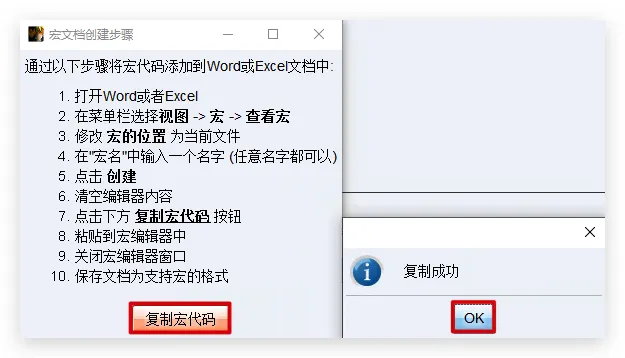 宏文档创建步骤
通过以下步骤将宏代码添加到Word或Excel文档中:
1. 打开Word或者Excel
2. 在菜单栏选择视图 -> 宏 -> 查看宏
3. 修改 宏的位置 为当前文件
4. 在"宏名"中输入一个名字 (任意名字都可以)
5. 点击 创建
6. 清空编辑器内容
7. 点击下方 复制宏代码 按钮
8. 粘贴到宏编辑器中
9. 关闭宏编辑器窗口
10. 保存文档为支持宏的格式
复制宏代码
复制成功
OK